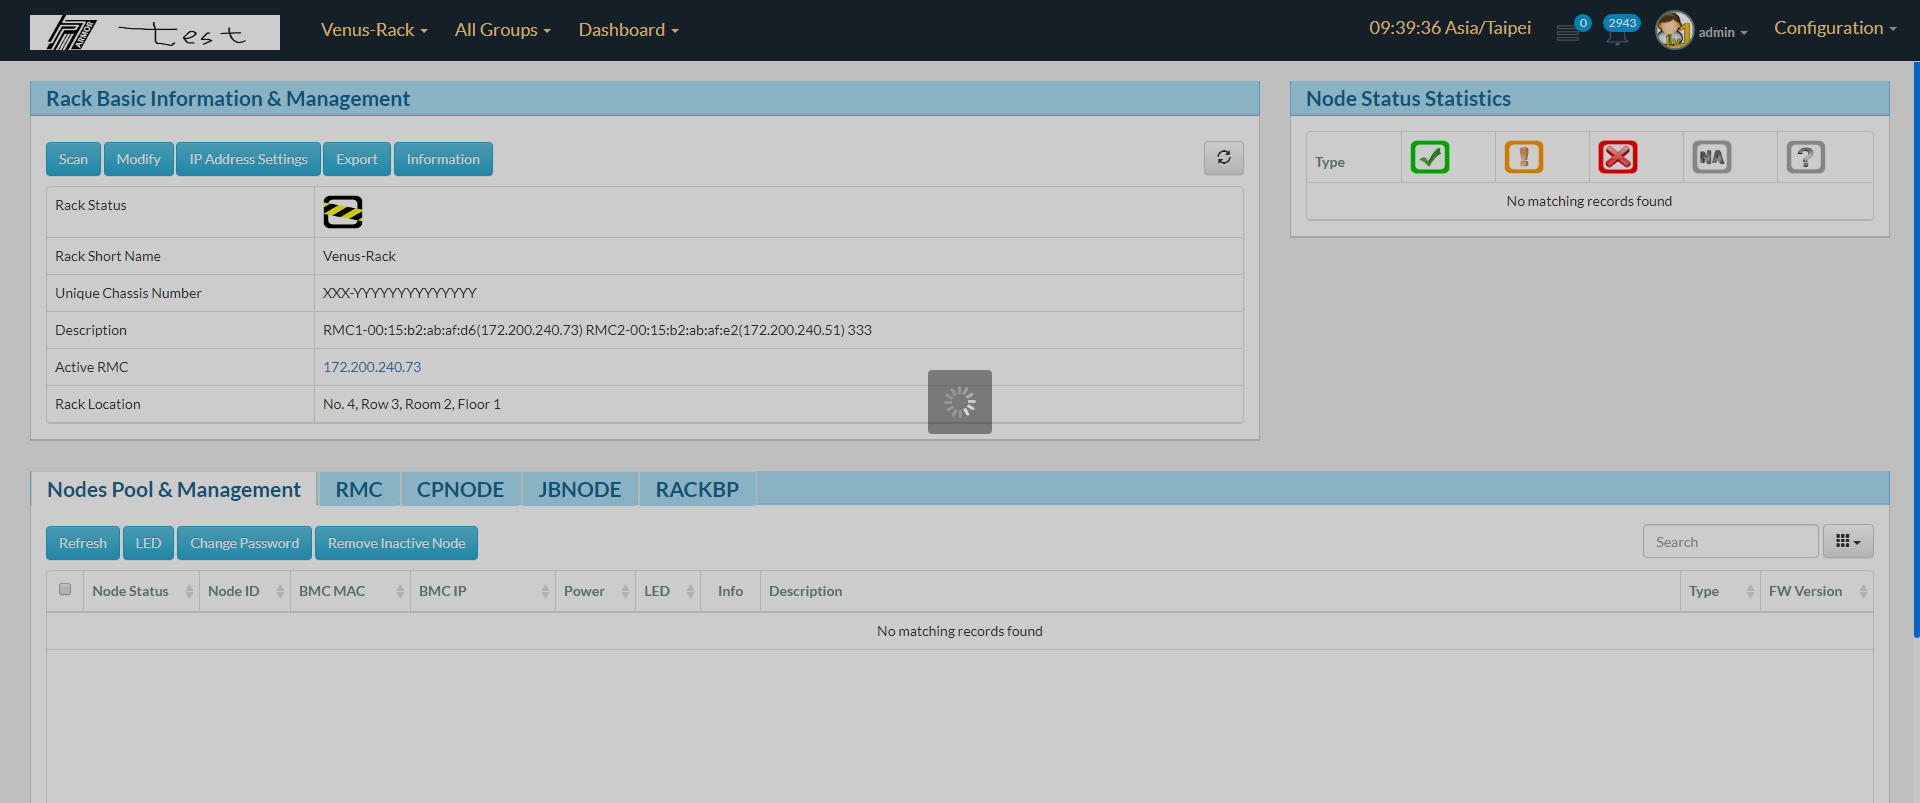 ARMOR test Venus-Rack All Groups Dashboard 09:39:36 Asia/Taipei 0 2943 admin Configuration
Rack Basic Information & Management
Scan Modify IP Address Settings Export Information
Rack Status
Rack Short Name Venus-Rack
Unique Chassis Number XXX-YYYYYYYYYYYYYY
Description RMC1-00:15:b2:ab:af:d6(172.200.240.73) RMC2-00:15:b2:ab:af:e2(172.200.240.51) 333
Active RMC 172.200.240.73
Rack Location No. 4, Row 3, Room 2, Floor 1
Node Status Statistics
Type NA ?
No matching records found
Nodes Pool & Management RMC CPNODE JBNODE RACKBP
Refresh LED Change Password Remove Inactive Node Search
Node Status Node ID BMC MAC BMC IP Power LED Info Description Type FW Version
No matching records found